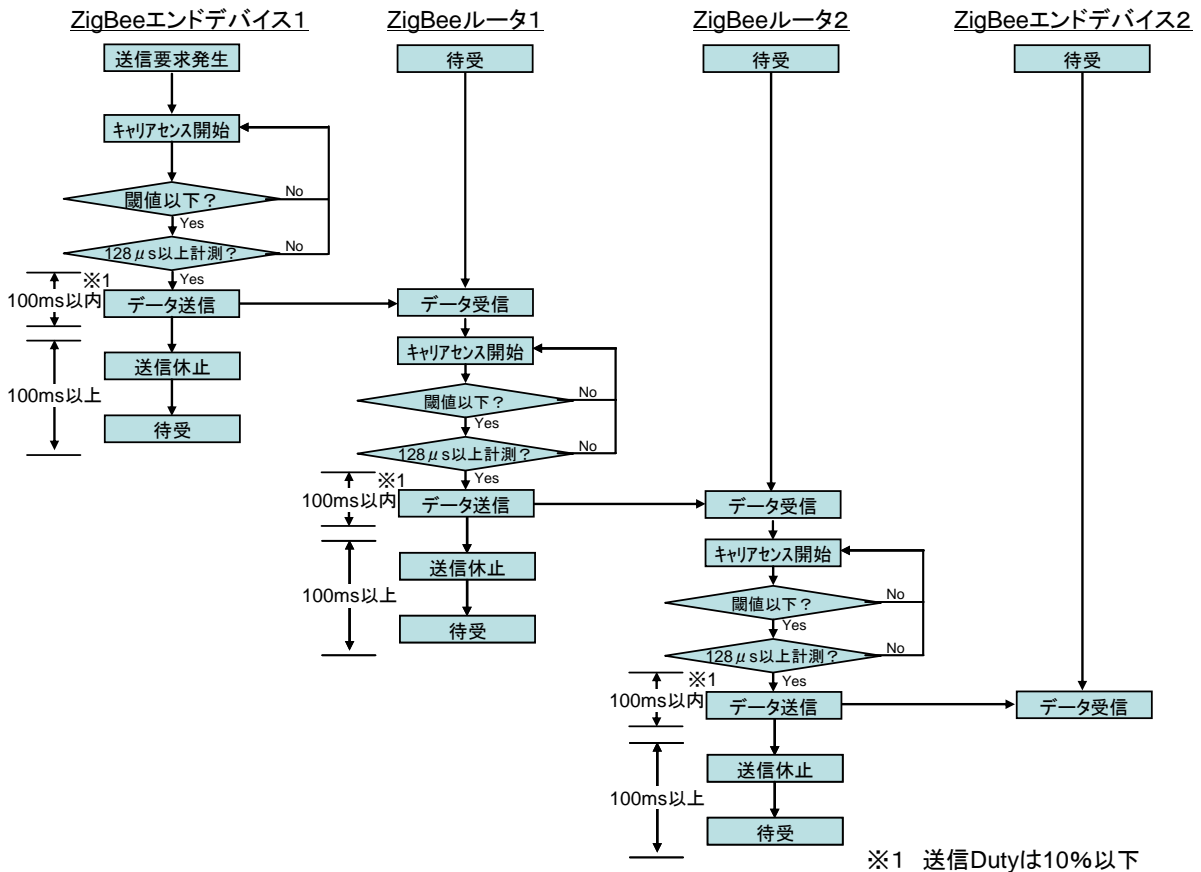 ZigBeeエンドデバイス1
ZigBeeルータ1
ZigBeeルータ2
ZigBeeエンドデバイス2
送信要求発生
待受
待受
待受
キャリアセンス開始
閾値以下？
No
Yes
128μs以上計測？
No
Yes
※1
100ms以内
データ送信
データ受信
送信休止
100ms以上
待受
キャリアセンス開始
閾値以下？
No
Yes
128μs以上計測？
No
Yes
※1
100ms以内
データ送信
データ受信
送信休止
100ms以上
待受
キャリアセンス開始
閾値以下？
No
Yes
128μs以上計測？
No
Yes
※1
100ms以内
データ送信
データ受信
送信休止
100ms以上
待受
※1 送信Dutyは10%以下